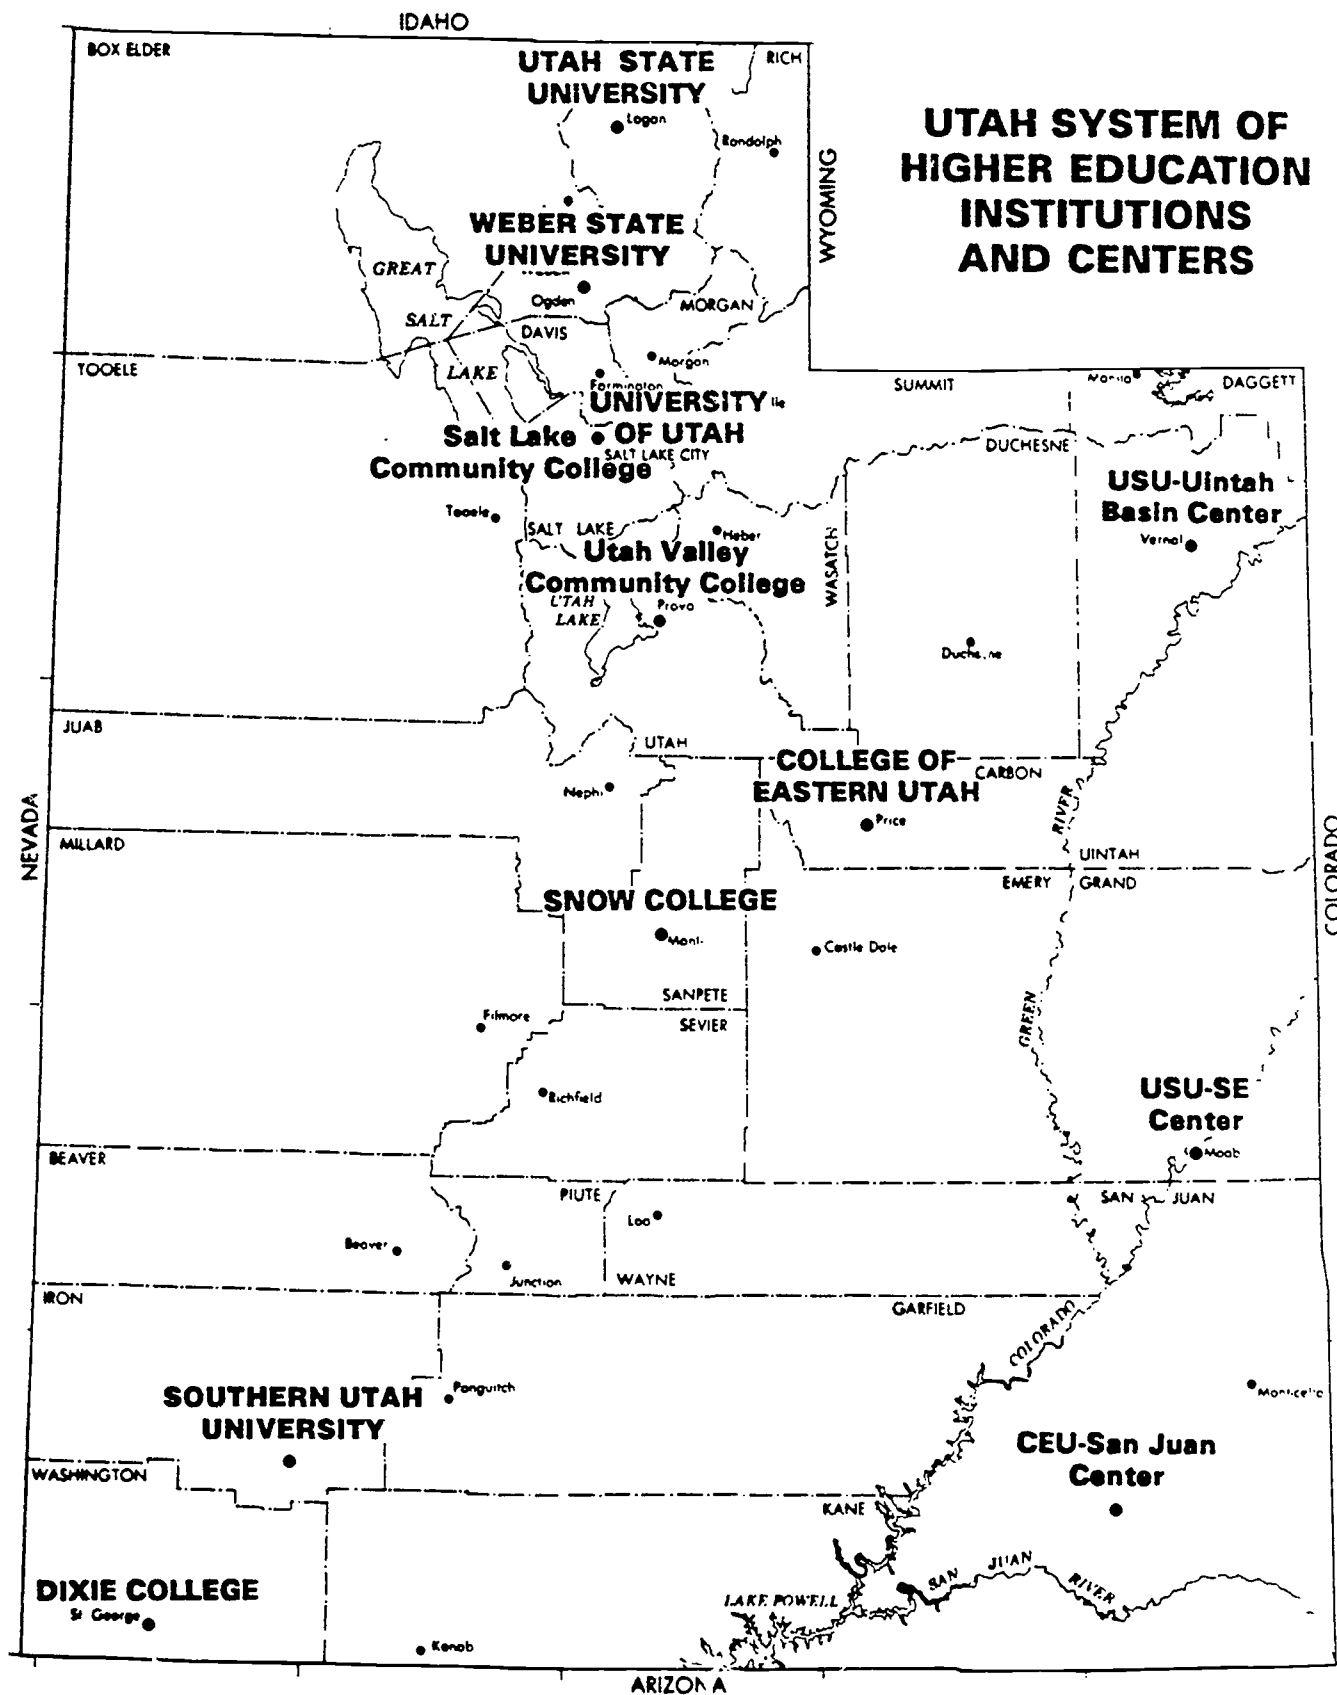 IDAHO
BOX ELDER
RICH
UTAH STATE
UNIVERSITY
Logan
Randolph
UTAH SYSTEM OF
HIGHER EDUCATION
INSTITUTIONS
AND CENTERS
WYOMING
WEBER STATE
UNIVERSITY
GREAT
SALT
LAKE
Ogden
MORGAN
DAVIS
Morgan
TOOELE
Farmington
SUMMIT
Manila
DAGGETT
UNIVERSITY
OF UTAH
Salt Lake
Community College
SALT LAKE CITY
DUCHESNE
USU-Uintah
Basin Center
Vernal
Tooele
SALT LAKE
Heber
WASATCH
Utah Valley
Community College
UTAH
LAKE
Provo
JUAB
UTAH
COLLEGE OF
EASTERN UTAH
CARBON
Price
RIVER
NEVADA
MILLARD
UINTAH
EMERY
GRAND
COLORADO
SNOW COLLEGE
Castle Dale
SANPETE
SEVIER
Filmore
GREEN
Richfield
USU-SE
Center
Moab
BEAVER
PIUTE
SAN JUAN
Loa
Beaver
Junction
WAYNE
IRON
GARFIELD
COLORADO
Panguitch
Monticello
SOUTHERN UTAH
UNIVERSITY
CEU-San Juan
Center
WASHINGTON
KANE
DIXIE COLLEGE
St George
SAN JUAN RIVER
LAKE POWELL
Kanab
ARIZONA